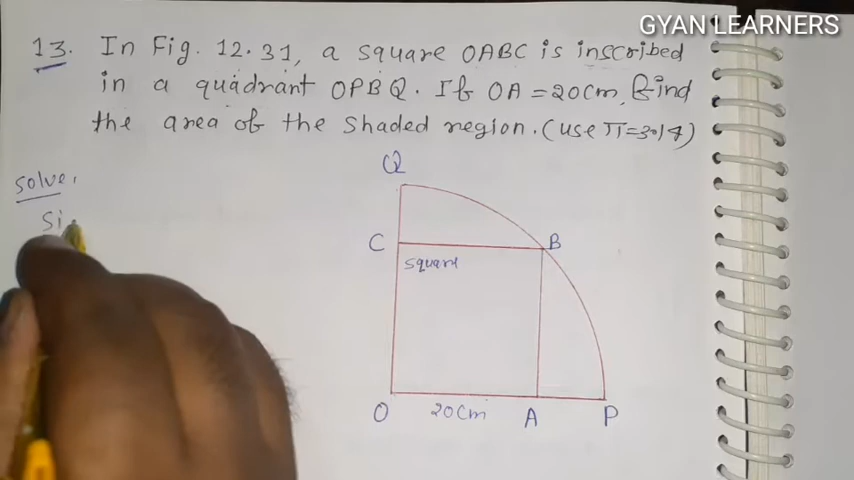 GYAN LEARNERS
13. In Fig. 12.31, a square OABC is inscribed
in a quadrant OPBQ. If OA = 20cm, find
the area of the shaded region. (use π=3.14)
solve.
Si
Q
C
B
square
O
20cm
A
P